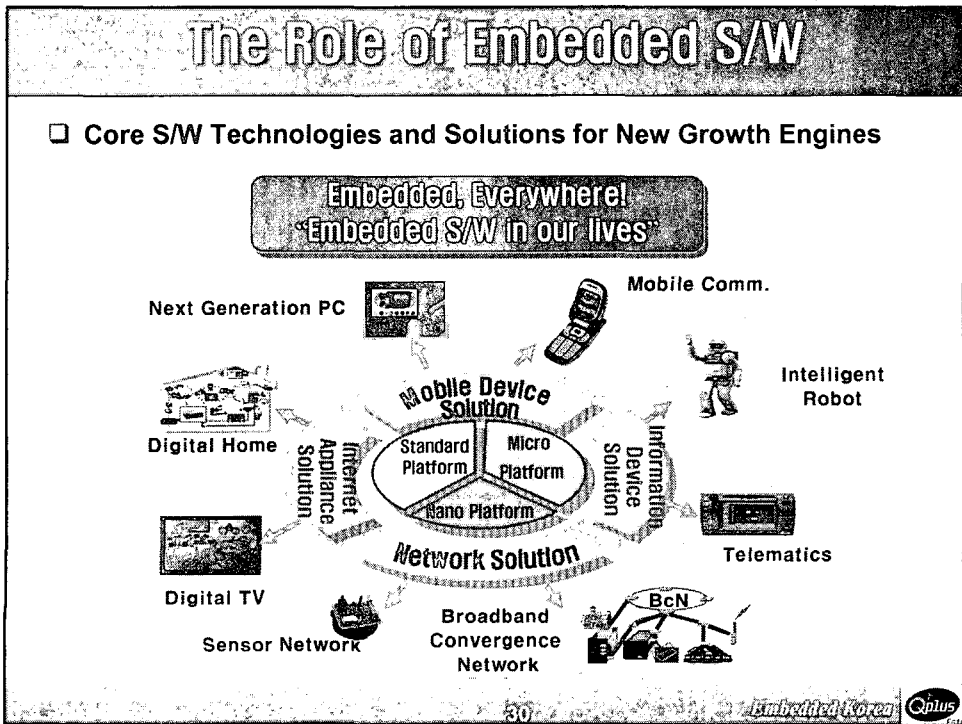 The Role of Embedded S/W
❑ Core S/W Technologies and Solutions for New Growth Engines
Embedded, Everywhere!
"Embedded S/W in our lives"
Next Generation PC
Mobile Comm.
Intelligent
Robot
Digital Home
Mobile Device
Solution
Internet
Appliance
Solution
Standard
Platform
Micro
Platform
Nano Platform
Information
Device
Solution
Network Solution
Telematics
Digital TV
Sensor Network
Broadband
Convergence
Network
BcN
30
Embedded Korea
Qplus